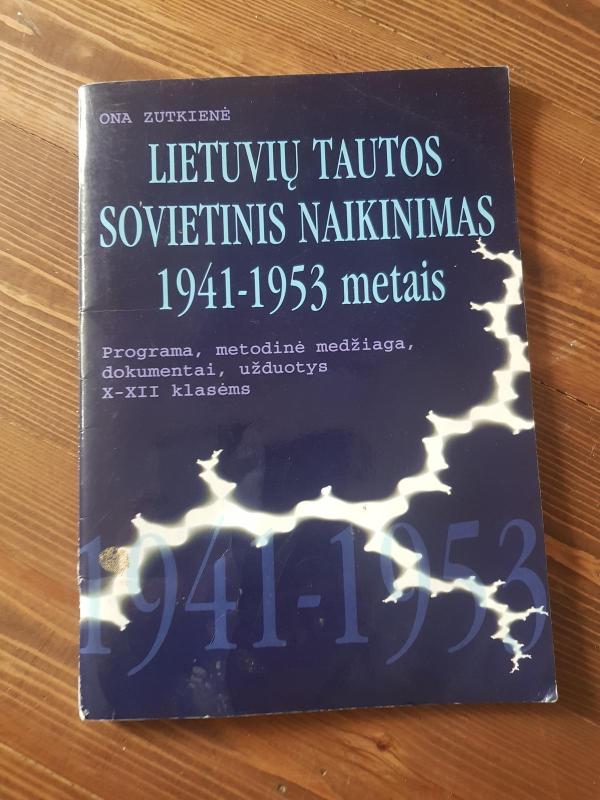 ONA ZUTKIENĖ
LIETUVIŲ TAUTOS
SOVIETINIS NAIKINIMAS
1941-1953 metais
Programa, metodinė medžiaga,
dokumentai, užduotys
X-XII klasėms
1941-1953